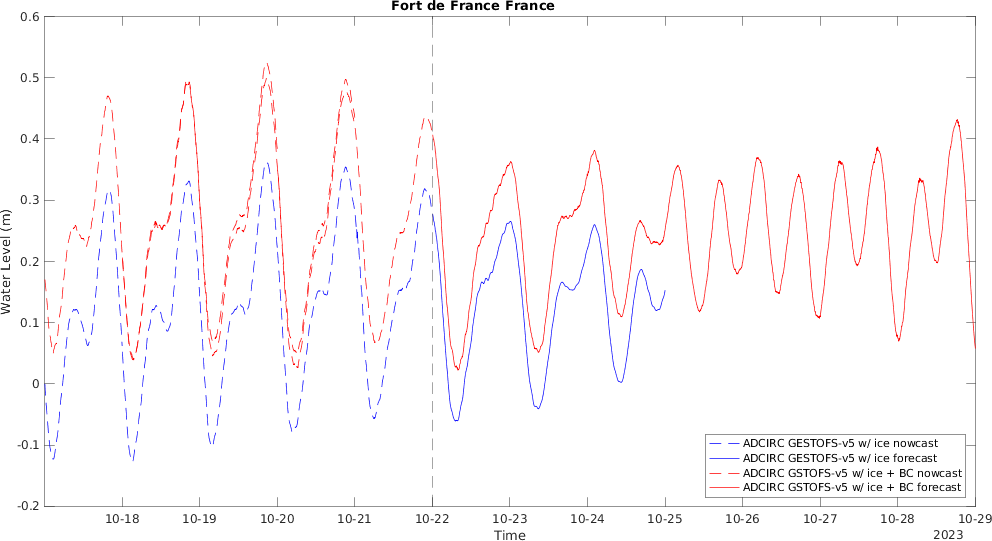 Fort de France France
0.6
0.5
0.4
0.3
0.2
0.1
0
-0.1
-0.2
Water Level (m)
ADCIRC GESTOFS-v5 w/ ice nowcast
ADCIRC GESTOFS-v5 w/ ice forecast
ADCIRC GSTOFS-v5 w/ ice + BC nowcast
ADCIRC GSTOFS-v5 w/ ice + BC forecast
10-18 10-19 10-20 10-21 10-22 10-23 10-24 10-25 10-26 10-27 10-28 10-29
Time
2023